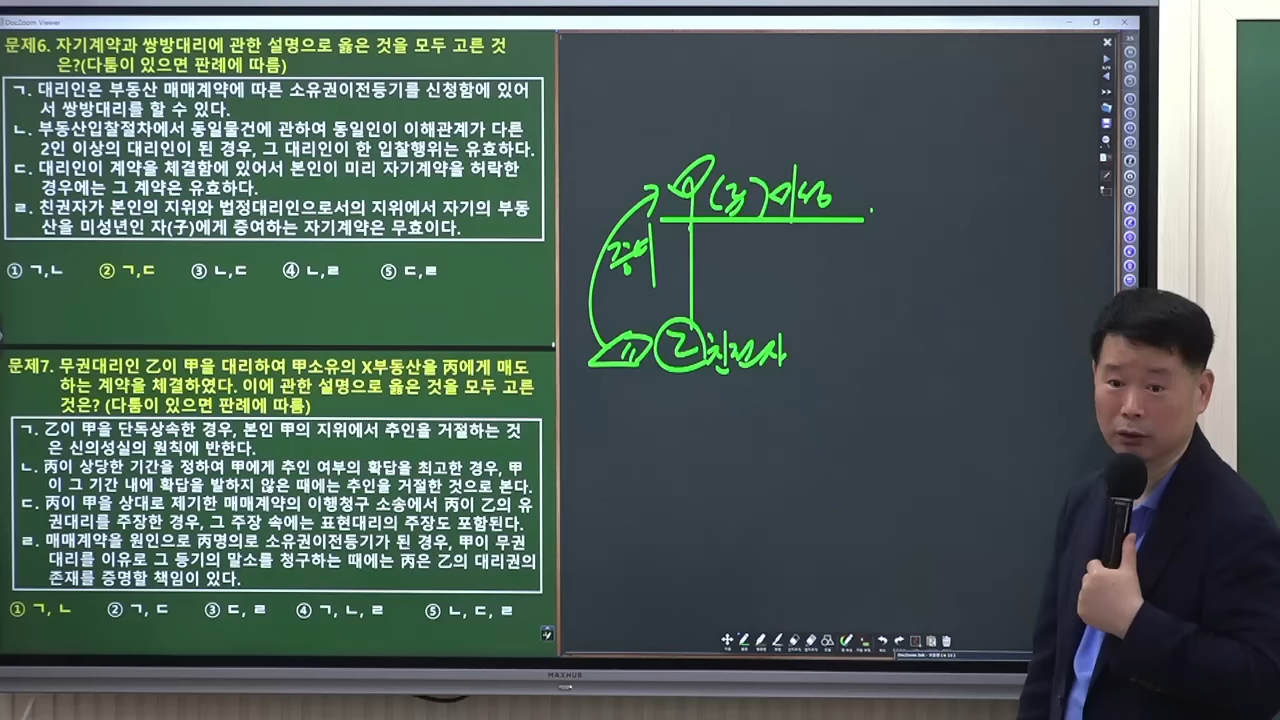 DocZoom Viewer
문제6. 자기계약과 쌍방대리에 관한 설명으로 옳은 것을 모두 고른 것
은?(다툼이 있으면 판례에 따름)
ㄱ. 대리인은 부동산 매매계약에 따른 소유권이전등기를 신청함에 있어
서 쌍방대리를 할 수 있다.
ㄴ. 부동산입찰절차에서 동일물건에 관하여 동일인이 이해관계가 다른
2인 이상의 대리인이 된 경우, 그 대리인이 한 입찰행위는 유효하다.
ㄷ. 대리인이 계약을 체결함에 있어서 본인이 미리 자기계약을 허락한
경우에는 그 계약은 유효하다.
ㄹ. 친권자가 본인의 지위와 법정대리인으로서의 지위에서 자기의 부동
산을 미성년인 자(子)에게 증여하는 자기계약은 무효이다.
① ㄱ,ㄴ ② ㄱ,ㄷ ③ ㄴ,ㄷ ④ ㄴ,ㄹ ⑤ ㄷ,ㄹ
문제7. 무권대리인 乙이 甲을 대리하여 甲소유의 X부동산을 丙에게 매도
하는 계약을 체결하였다. 이에 관한 설명으로 옳은 것을 모두 고른
것은? (다툼이 있으면 판례에 따름)
ㄱ. 乙이 甲을 단독상속한 경우, 본인 甲의 지위에서 추인을 거절하는 것
은 신의성실의 원칙에 반한다.
ㄴ. 丙이 상당한 기간을 정하여 甲에게 추인 여부의 확답을 최고한 경우, 甲
이 그 기간 내에 확답을 발하지 않은 때에는 추인을 거절한 것으로 본다.
ㄷ. 丙이 甲을 상대로 제기한 매매계약의 이행청구 소송에서 丙이 乙의 유
권대리를 주장한 경우, 그 주장 속에는 표현대리의 주장도 포함된다.
ㄹ. 매매계약을 원인으로 丙명의로 소유권이전등기가 된 경우, 甲이 무권
대리를 이유로 그 등기의 말소를 청구하는 때에는 丙은 乙의 대리권의
존재를 증명할 책임이 있다.
① ㄱ, ㄴ ② ㄱ, ㄷ ③ ㄷ, ㄹ ④ ㄱ, ㄴ, ㄹ ⑤ ㄴ, ㄷ, ㄹ
증여
乙 친권자
MAXHUB